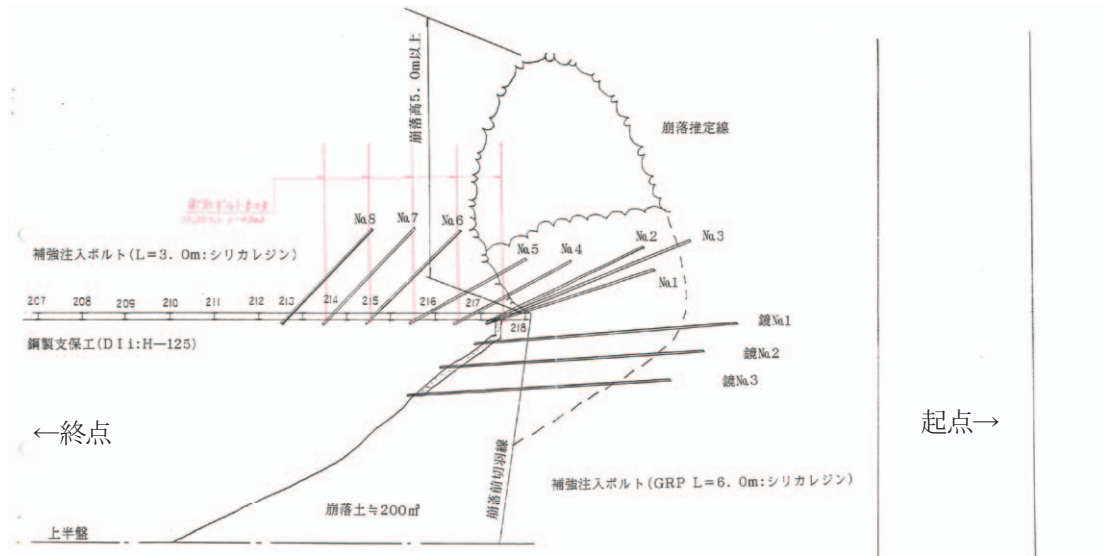 崩落高5．0m以上
崩落推定線
No.8
No.7
No.6
No.5
No.4
No.2
No.3
No.1
補強注入ボルト(L=3．0m:シリカレジン)
207 208 209 210 211 212 213 214 215 216 217 218
鋼製支保工(DⅠi:H-125)
鏡No.1
鏡No.2
鏡No.3
←終点
起点→
崩落前切羽線
補強注入ボルト(GRP L=6．0m:シリカレジン)
崩落土≒200㎥
上半盤